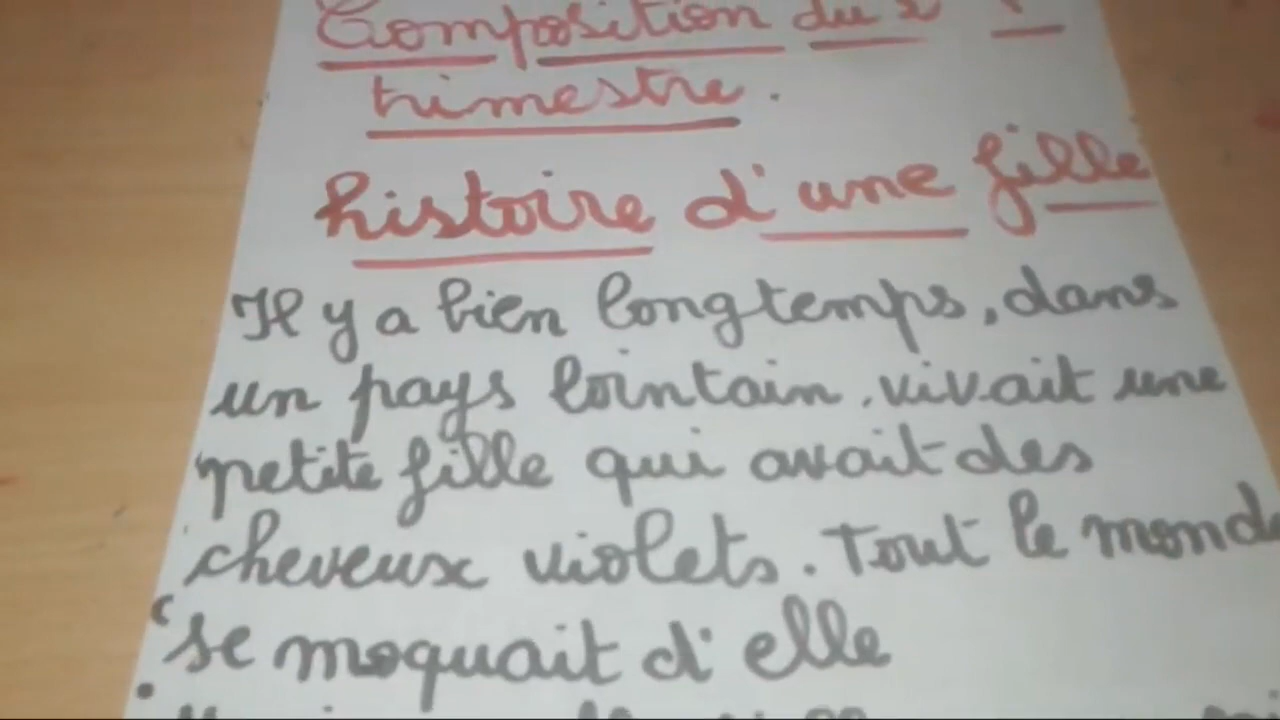 Composition du 2
trimestre.
histoire d'une fille
Il y a bien longtemps, dans
un pays lointain, vivait une
petite fille qui avait des
cheveux violets. Tout le monde
se moquait d'elle